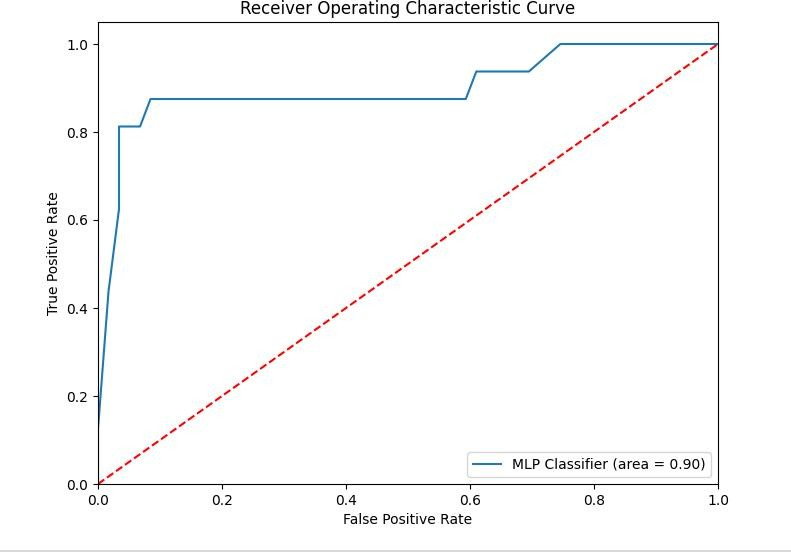 Receiver Operating Characteristic Curve
1.0
0.8
0.6
0.4
0.2
0.0
True Positive Rate
MLP Classifier (area = 0.90)
0.0 0.2 0.4 0.6 0.8 1.0
False Positive Rate